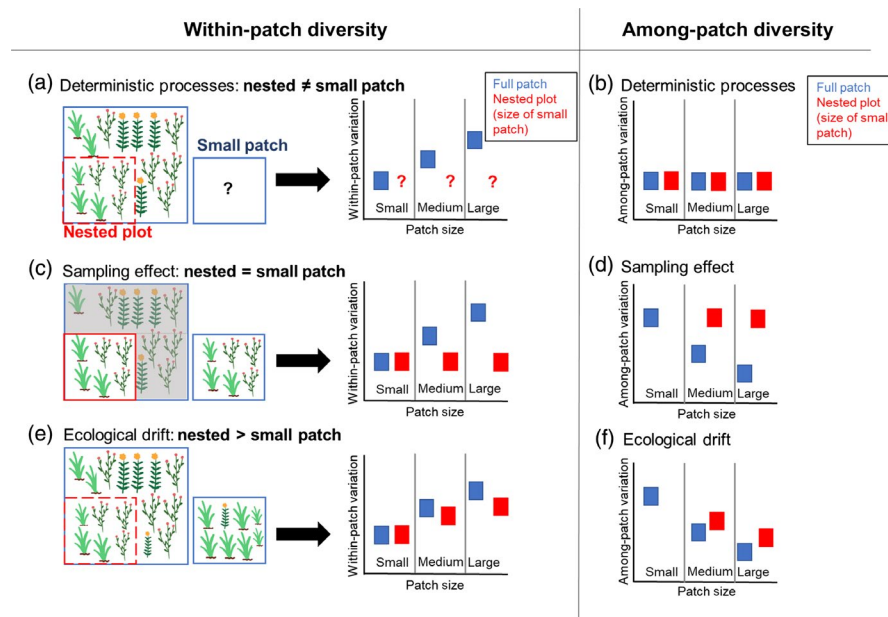 Within-patch diversity
Among-patch diversity
(a) Deterministic processes: nested ≠ small patch
Small patch
?
Nested plot
Full patch
Nested plot
(size of small
patch)
Within-patch variation
? ? ?
Small Medium Large
Patch size
(b) Deterministic processes
Full patch
Nested plot
(size of small
patch)
Among-patch variation
Small Medium Large
Patch size
(c) Sampling effect: nested = small patch
Within-patch variation
Small Medium Large
Patch size
(d) Sampling effect
Among-patch variation
Small Medium Large
Patch size
(e) Ecological drift: nested > small patch
Within-patch variation
Small Medium Large
Patch size
(f) Ecological drift
Among-patch variation
Small Medium Large
Patch size